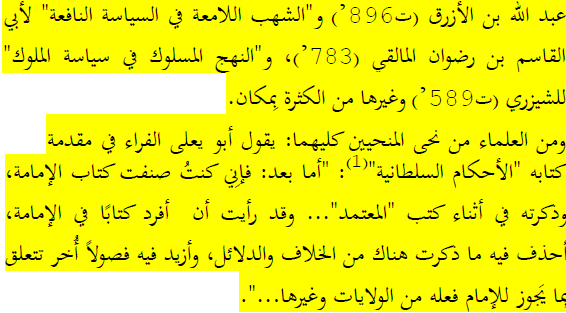 عبد الله بن الأزرق (ت896’) و"الشهب اللامعة في السياسة النافعة" لأبي
القاسم بن رضوان المالقي (783’)، و"النهج المسلوك في سياسة الملوك"
للشيزري (ت589’) وغيرها من الكثرة بِمكان.
ومن العلماء من نحى المنحيين كليهما: يقول أبو يعلى الفراء في مقدمة
كتابه "الأحكام السلطانية"(1): "أما بعد: فإنِي كنتُ صنفت كتاب الإمامة،
وذكرته في أثناء كتب "المعتمد"... وقد رأيت أن أفرد كتابًا في الإمامة،
أحذف فيه ما ذكرت هناك من الخلاف والدلائل، وأزيد فيه فصولاً أُخر تتعلق
بِما يَجوز للإمام فعله من الولايات وغيرها...".